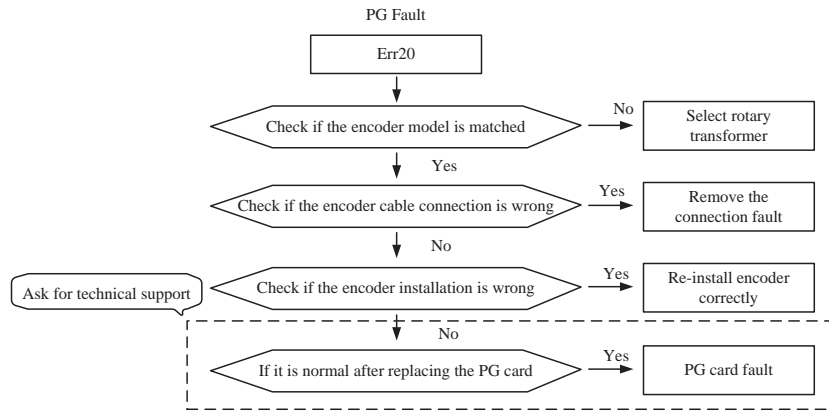 PG Fault
Err20
Check if the encoder model is matched
No
Select rotary
transformer
Yes
Check if the encoder cable connection is wrong
Yes
Remove the
connection fault
No
Ask for technical support
Check if the encoder installation is wrong
Yes
Re-install encoder
correctly
No
If it is normal after replacing the PG card
Yes
PG card fault